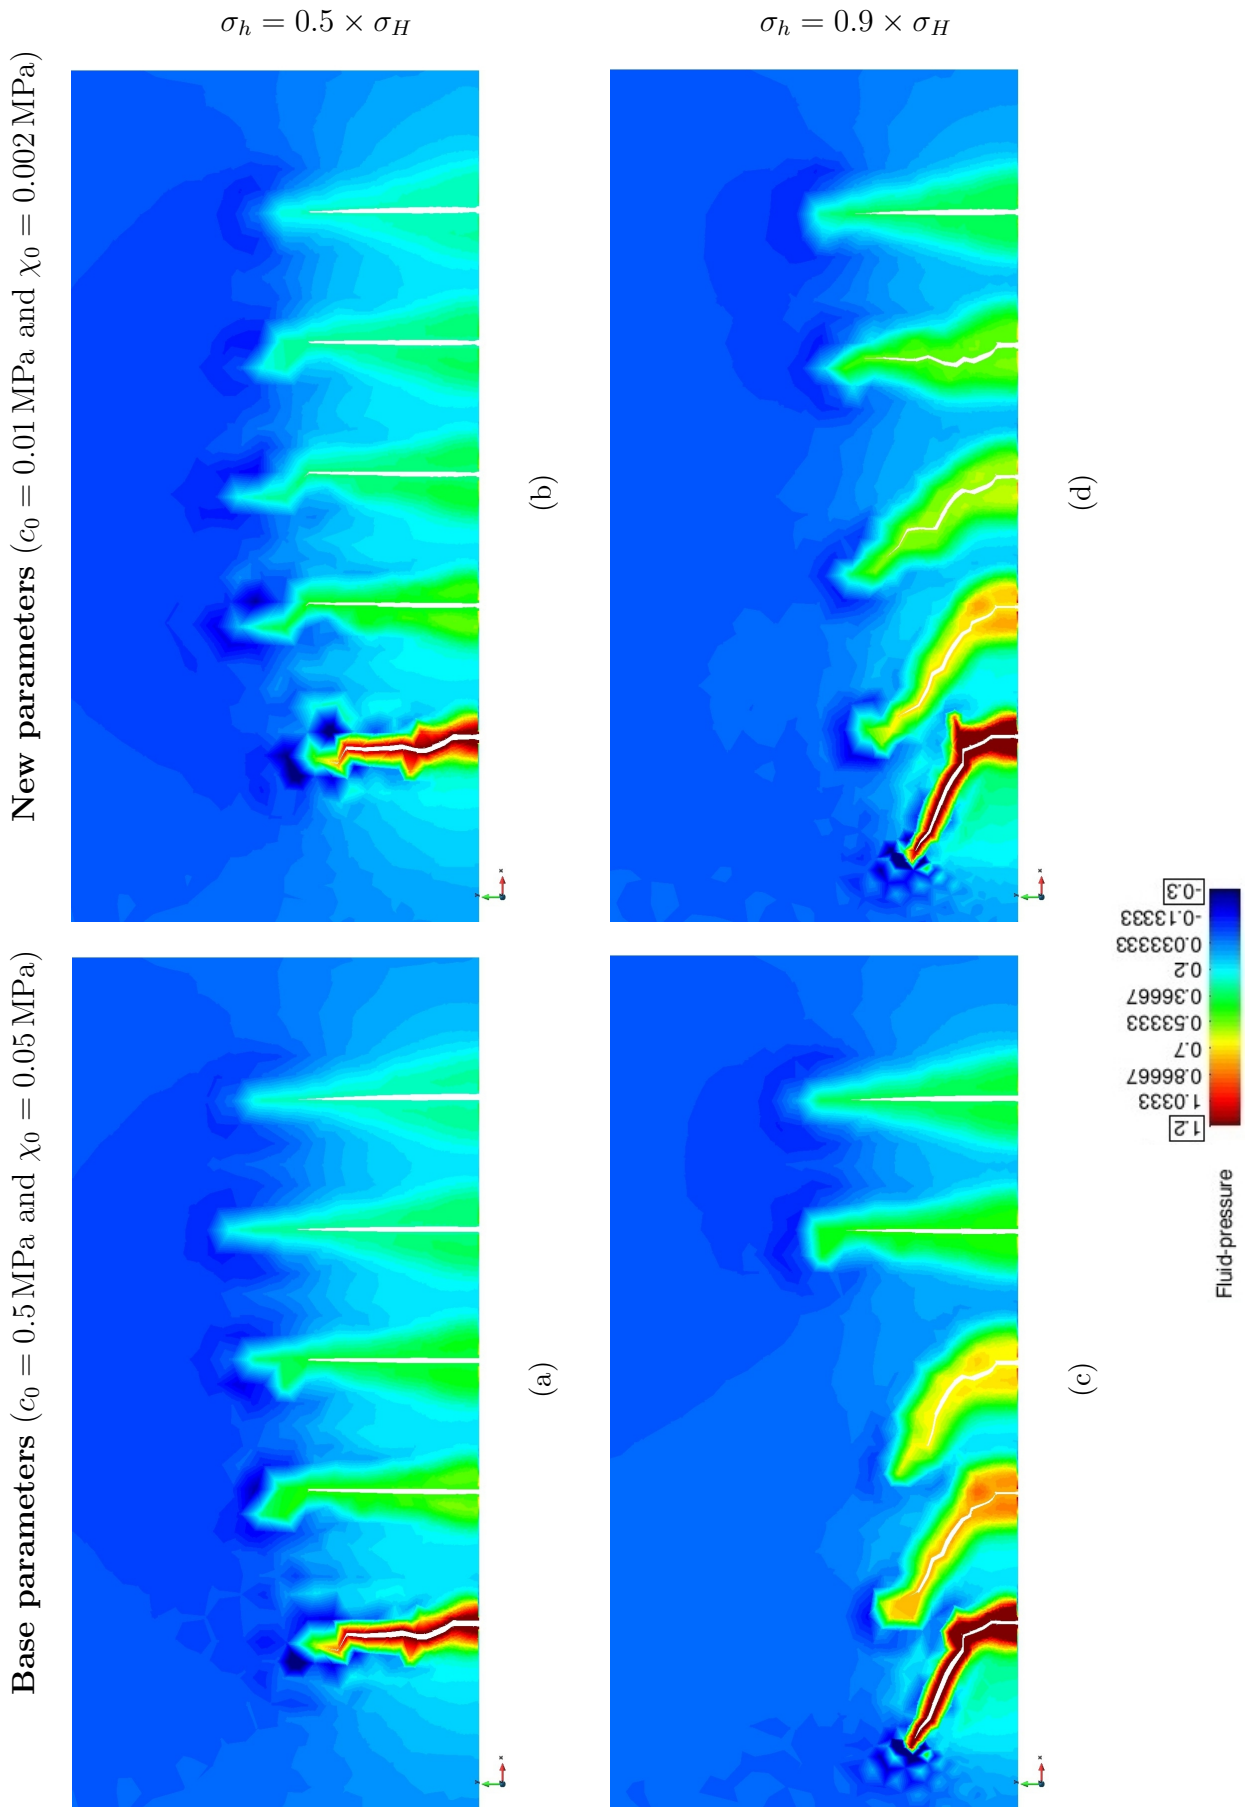 Base parameters (c₀ = 0.5 MPa and χ₀ = 0.05 MPa)
New parameters (c₀ = 0.01 MPa and χ₀ = 0.002 MPa)
σₕ = 0.5 × σ_H
(a)
(b)
σₕ = 0.9 × σ_H
(c)
(d)
Fluid-pressure
1.2
1.0333
0.86667
0.7
0.53333
0.36667
0.2
0.033333
-0.13333
-0.3
x
x
x
x